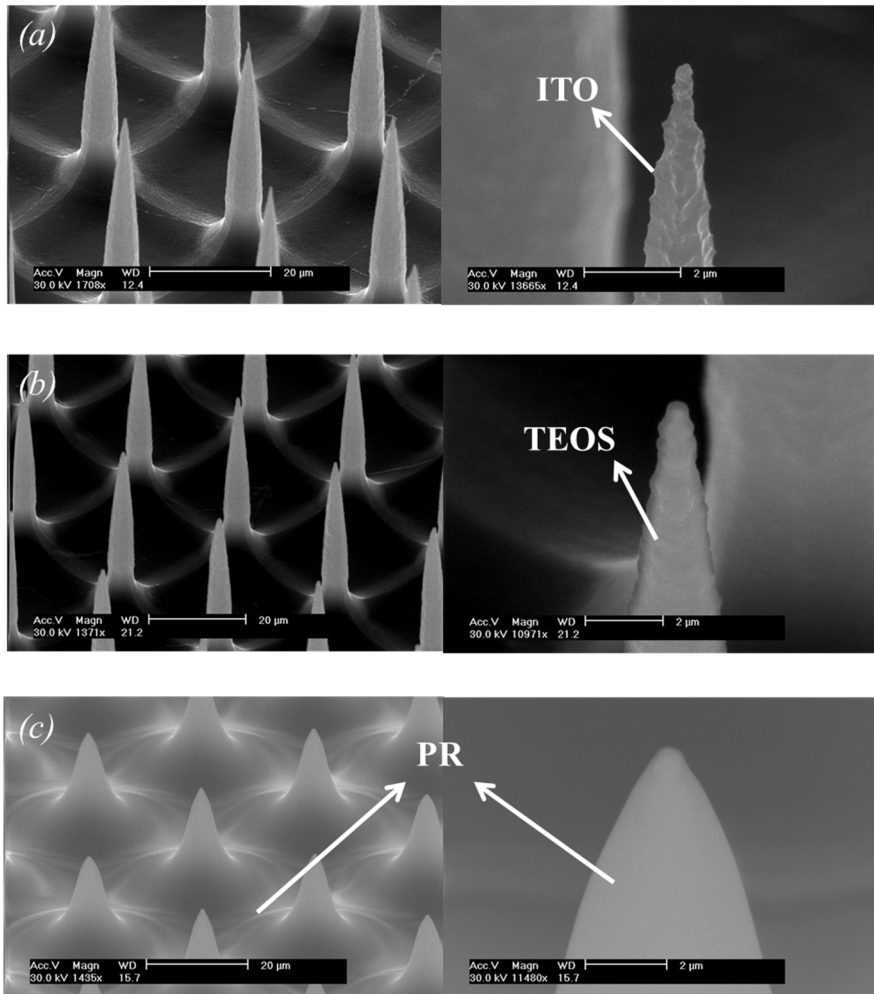 (a)
ITO
Acc.V Magn WD 20 μm
30.0 kV 1708x 12.4
Acc.V Magn WD 2 μm
30.0 kV 13665x 12.4
(b)
TEOS
Acc.V Magn WD 20 μm
30.0 kV 1371x 21.2
Acc.V Magn WD 2 μm
30.0 kV 10971x 21.2
(c)
PR
Acc.V Magn WD 20 μm
30.0 kV 1435x 15.7
Acc.V Magn WD 2 μm
30.0 kV 11480x 15.7